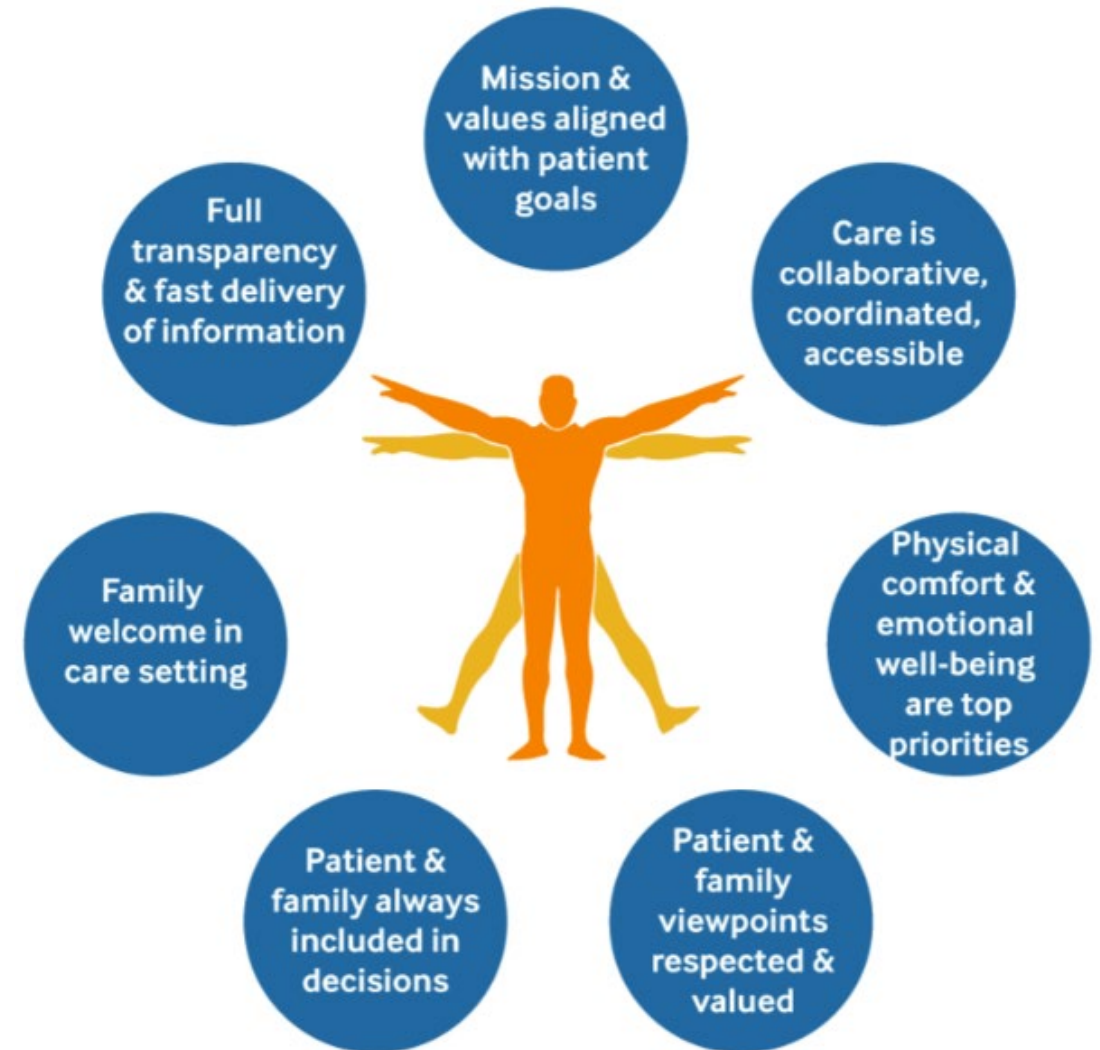 Mission &
values aligned
with patient
goals
Care is
collaborative,
coordinated,
accessible
Physical
comfort &
emotional
well-being
are top
priorities
Patient &
family
viewpoints
respected &
valued
Patient &
family always
included in
decisions
Family
welcome in
care setting
Full
transparency
& fast delivery
of information